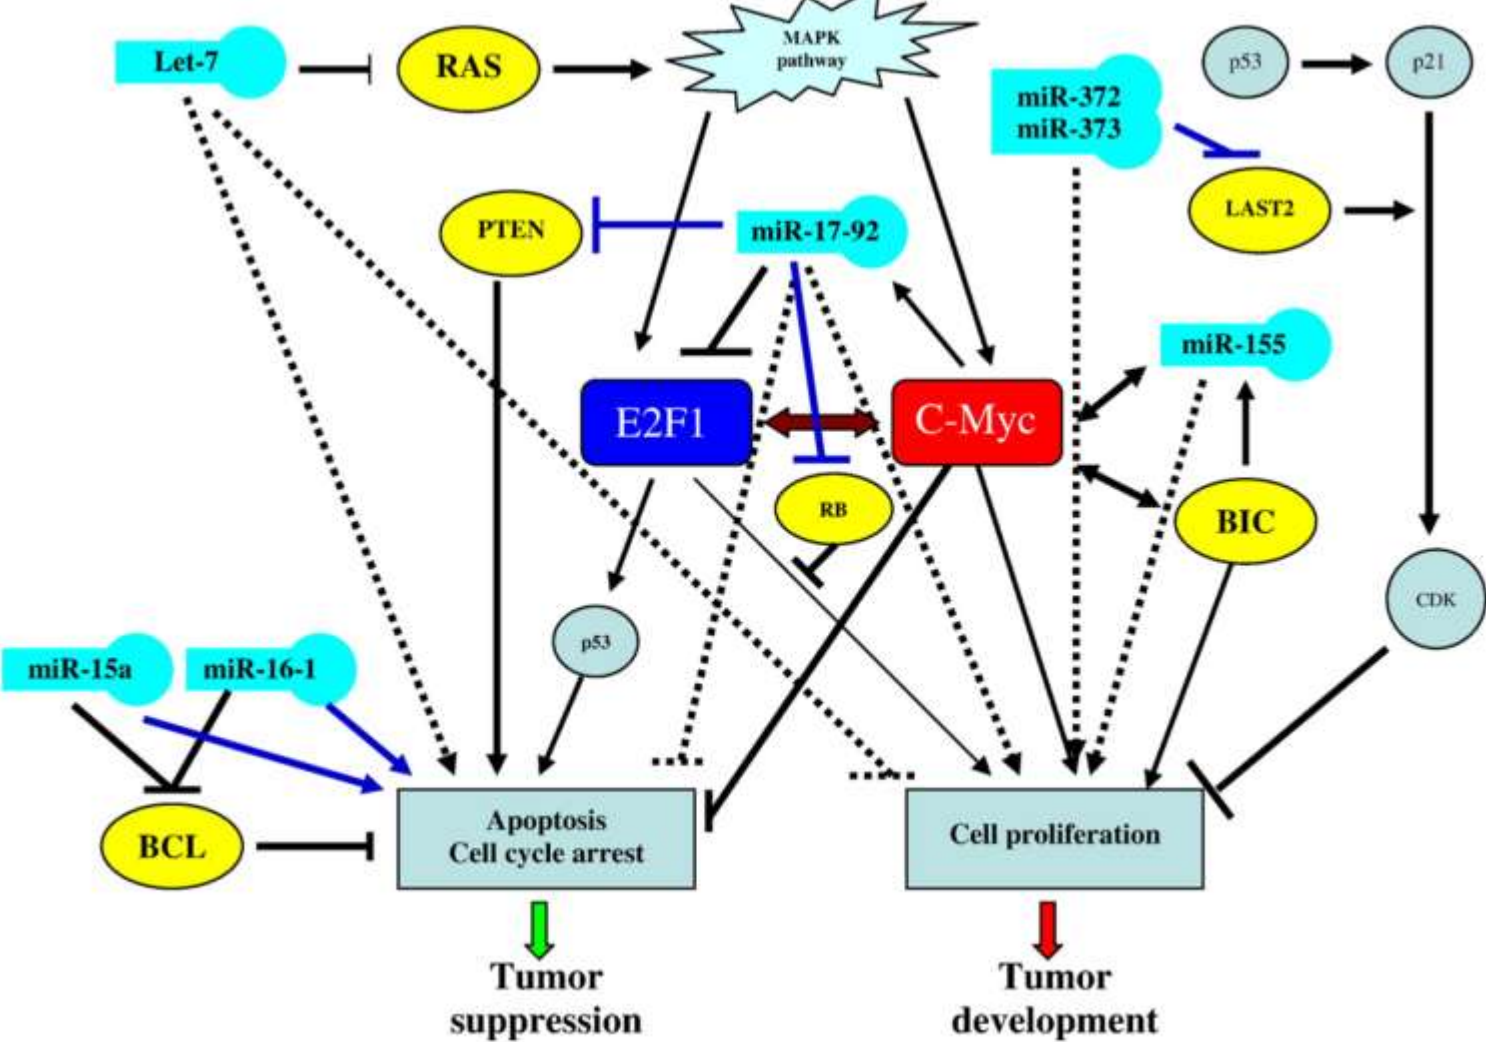 Let-7
RAS
MAPK
pathway
p53
p21
miR-372
miR-373
LAST2
PTEN
miR-17-92
miR-155
E2F1
C-Myc
RB
BIC
CDK
p53
miR-15a
miR-16-1
BCL
Apoptosis
Cell cycle arrest
Cell proliferation
Tumor
suppression
Tumor
development